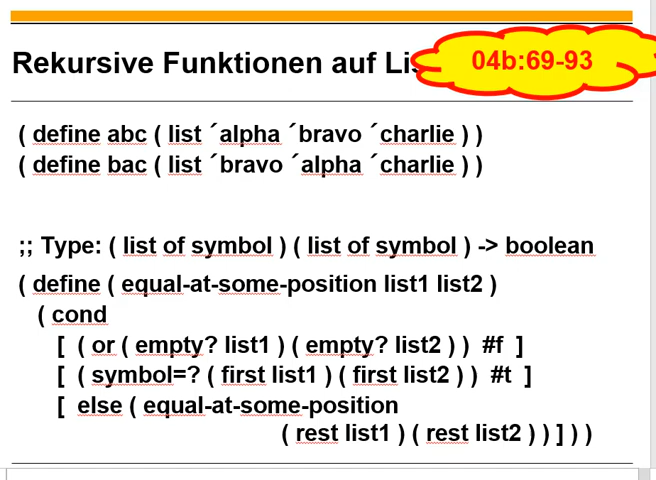 Rekursive Funktionen auf Lis
04b:69-93
( define abc ( list ´alpha ´bravo ´charlie ) )
( define bac ( list ´bravo ´alpha ´charlie ) )
;; Type: ( list of symbol ) ( list of symbol ) -> boolean
( define ( equal-at-some-position list1 list2 )
( cond
[ ( or ( empty? list1 ) ( empty? list2 ) ) #f ]
[ ( symbol=? ( first list1 ) ( first list2 ) ) #t ]
[ else ( equal-at-some-position
( rest list1 ) ( rest list2 ) ) ] ) )